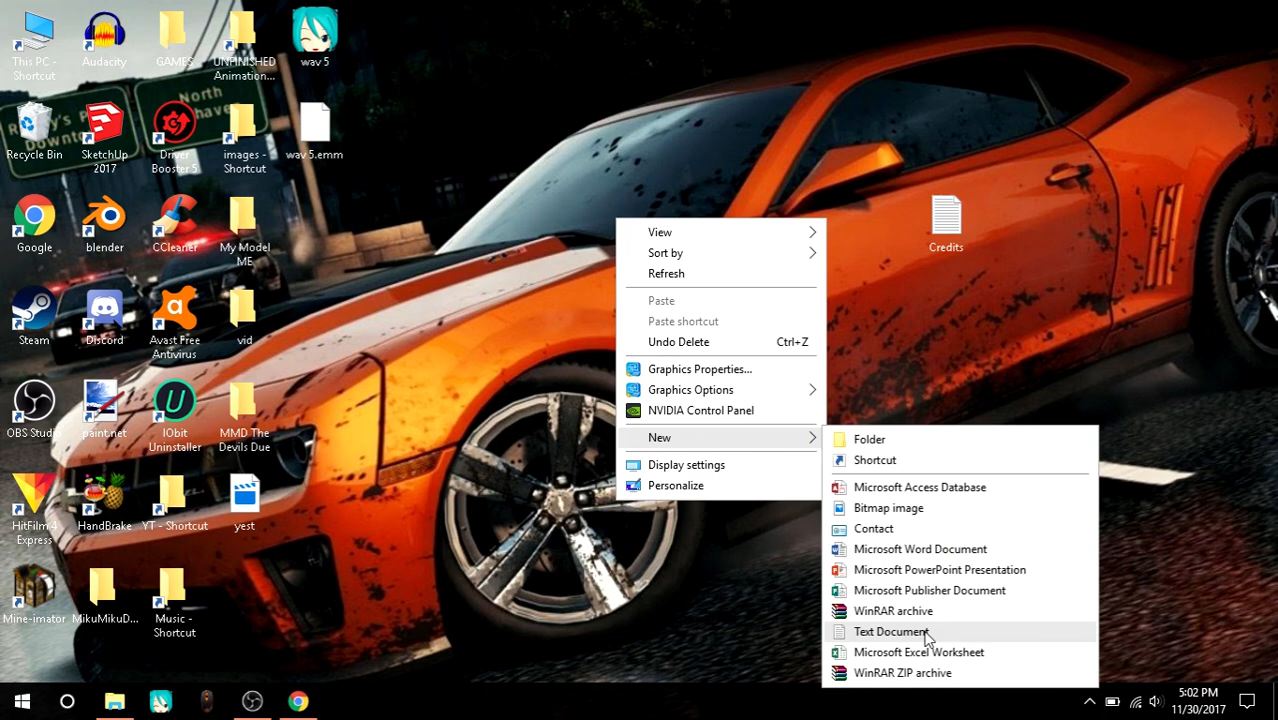 This PC -
Shortcut
Audacity
GAMES
UNFINISHED
Animation...
wav 5
Recycle Bin
SketchUp
2017
Driver
Booster 5
images -
Shortcut
wav 5.emm
North
Downtown
Google
blender
CCleaner
My Model
ME
Credits
Steam
Discord
Avast Free
Antivirus
vid
OBS Studio
paint.net
IObit
Uninstaller
MMD The
Devils Due
HitFilm 4
Express
HandBrake
YT - Shortcut
yest
Mine-imator
MikuMikuD...
Music -
Shortcut
View
Sort by
Refresh
Paste
Paste shortcut
Undo Delete Ctrl+Z
Graphics Properties...
Graphics Options
NVIDIA Control Panel
New
Display settings
Personalize
Folder
Shortcut
Microsoft Access Database
Bitmap image
Contact
Microsoft Word Document
Microsoft PowerPoint Presentation
Microsoft Publisher Document
WinRAR archive
Text Document
Microsoft Excel Worksheet
WinRAR ZIP archive
5:02 PM
11/30/2017